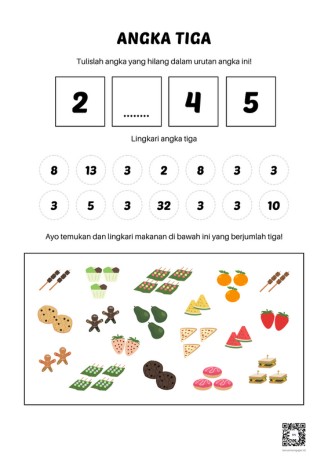 ANGKA TIGA
Tulislah angka yang hilang dalam urutan angka ini!
2 ........ 4 5
Lingkari angka tiga
8 13 3 2 8 3 3
3 5 3 32 3 3 10
Ayo temukan dan lingkari makanan di bawah ini yang berjumlah tiga!